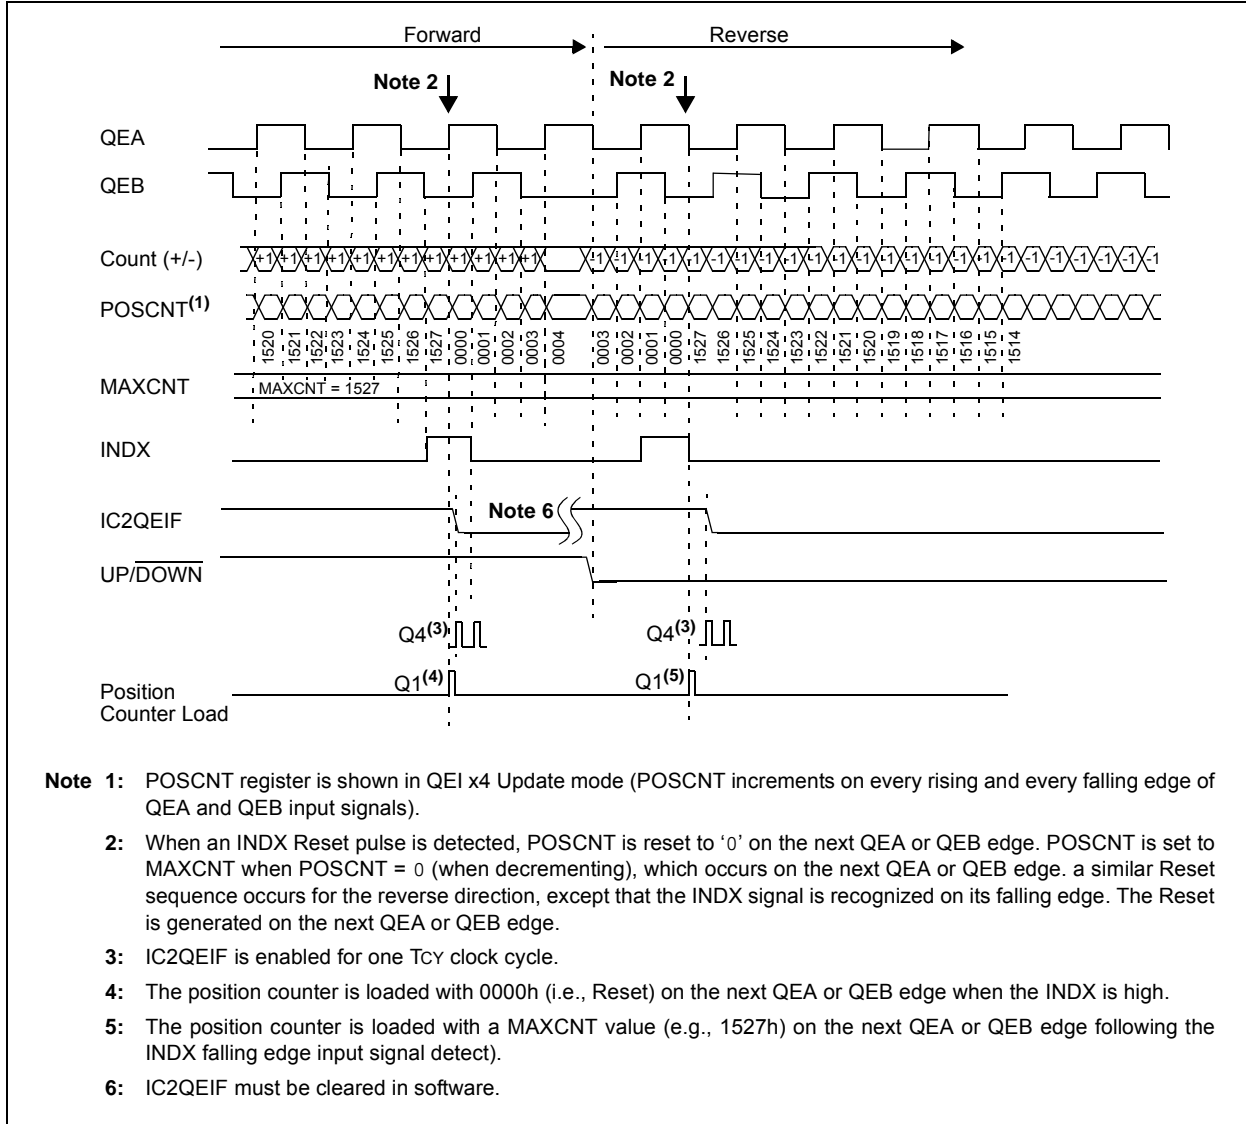 Forward Reverse
Note 2 Note 2
QEA
QEB
Count (+/-) +1 +1 +1 +1 +1 +1 +1 +1 +1 +1 +1 +1 -1 -1 -1 -1 -1 -1 -1 -1 -1 -1 -1 -1 -1 -1 -1 -1 -1 -1 -1 -1 -1 -1 -1 -1
POSCNT(1)
1520 1521 1522 1523 1524 1525 1526 1527 0000 0001 0002 0003 0004 0003 0002 0001 0000 1527 1526 1525 1524 1523 1522 1521 1520 1519 1518 1517 1516 1515 1514
MAXCNT MAXCNT = 1527
INDX
IC2QEIF Note 6
UP/DOWN
Q4(3) Q4(3)
Q1(4) Q1(5)
Position
Counter Load
Note 1: POSCNT register is shown in QEI x4 Update mode (POSCNT increments on every rising and every falling edge of
QEA and QEB input signals).
2: When an INDX Reset pulse is detected, POSCNT is reset to ‘0’ on the next QEA or QEB edge. POSCNT is set to
MAXCNT when POSCNT = 0 (when decrementing), which occurs on the next QEA or QEB edge. a similar Reset
sequence occurs for the reverse direction, except that the INDX signal is recognized on its falling edge. The Reset
is generated on the next QEA or QEB edge.
3: IC2QEIF is enabled for one TCY clock cycle.
4: The position counter is loaded with 0000h (i.e., Reset) on the next QEA or QEB edge when the INDX is high.
5: The position counter is loaded with a MAXCNT value (e.g., 1527h) on the next QEA or QEB edge following the
INDX falling edge input signal detect).
6: IC2QEIF must be cleared in software.